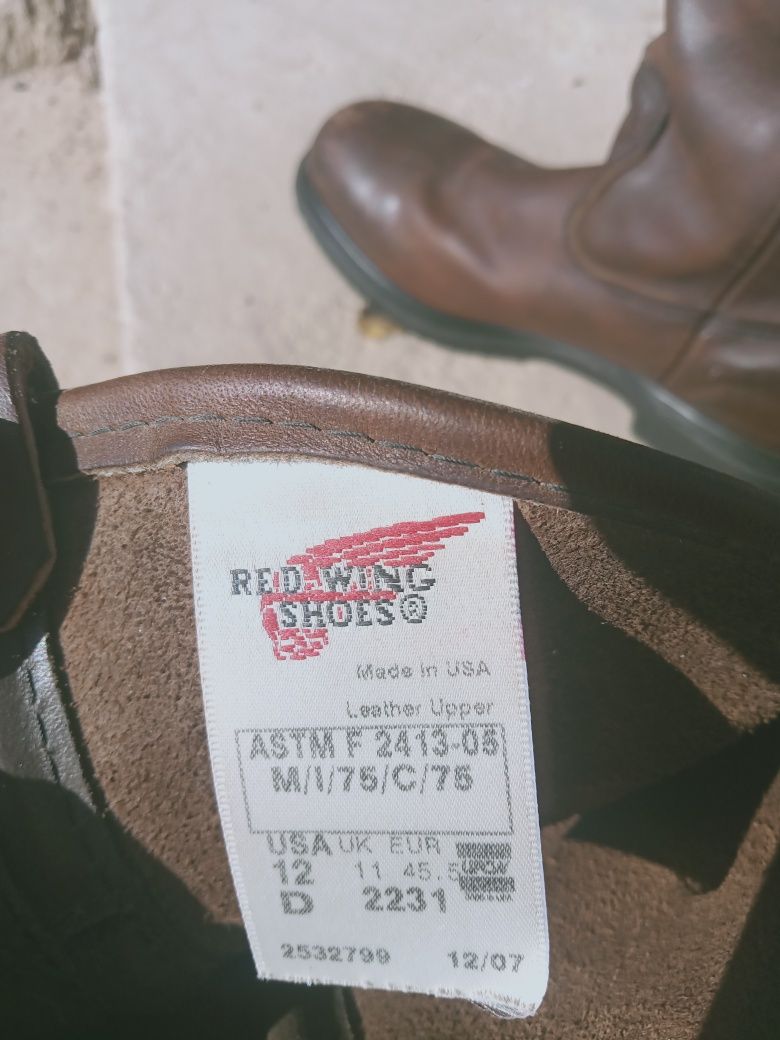 RED WING
SHOES®
Made in USA
Leather Upper
ASTM F 2413-05
M/I/75/C/75
USA UK EUR
12 11 45.5
D 2231
UFCW
2532799 12/07